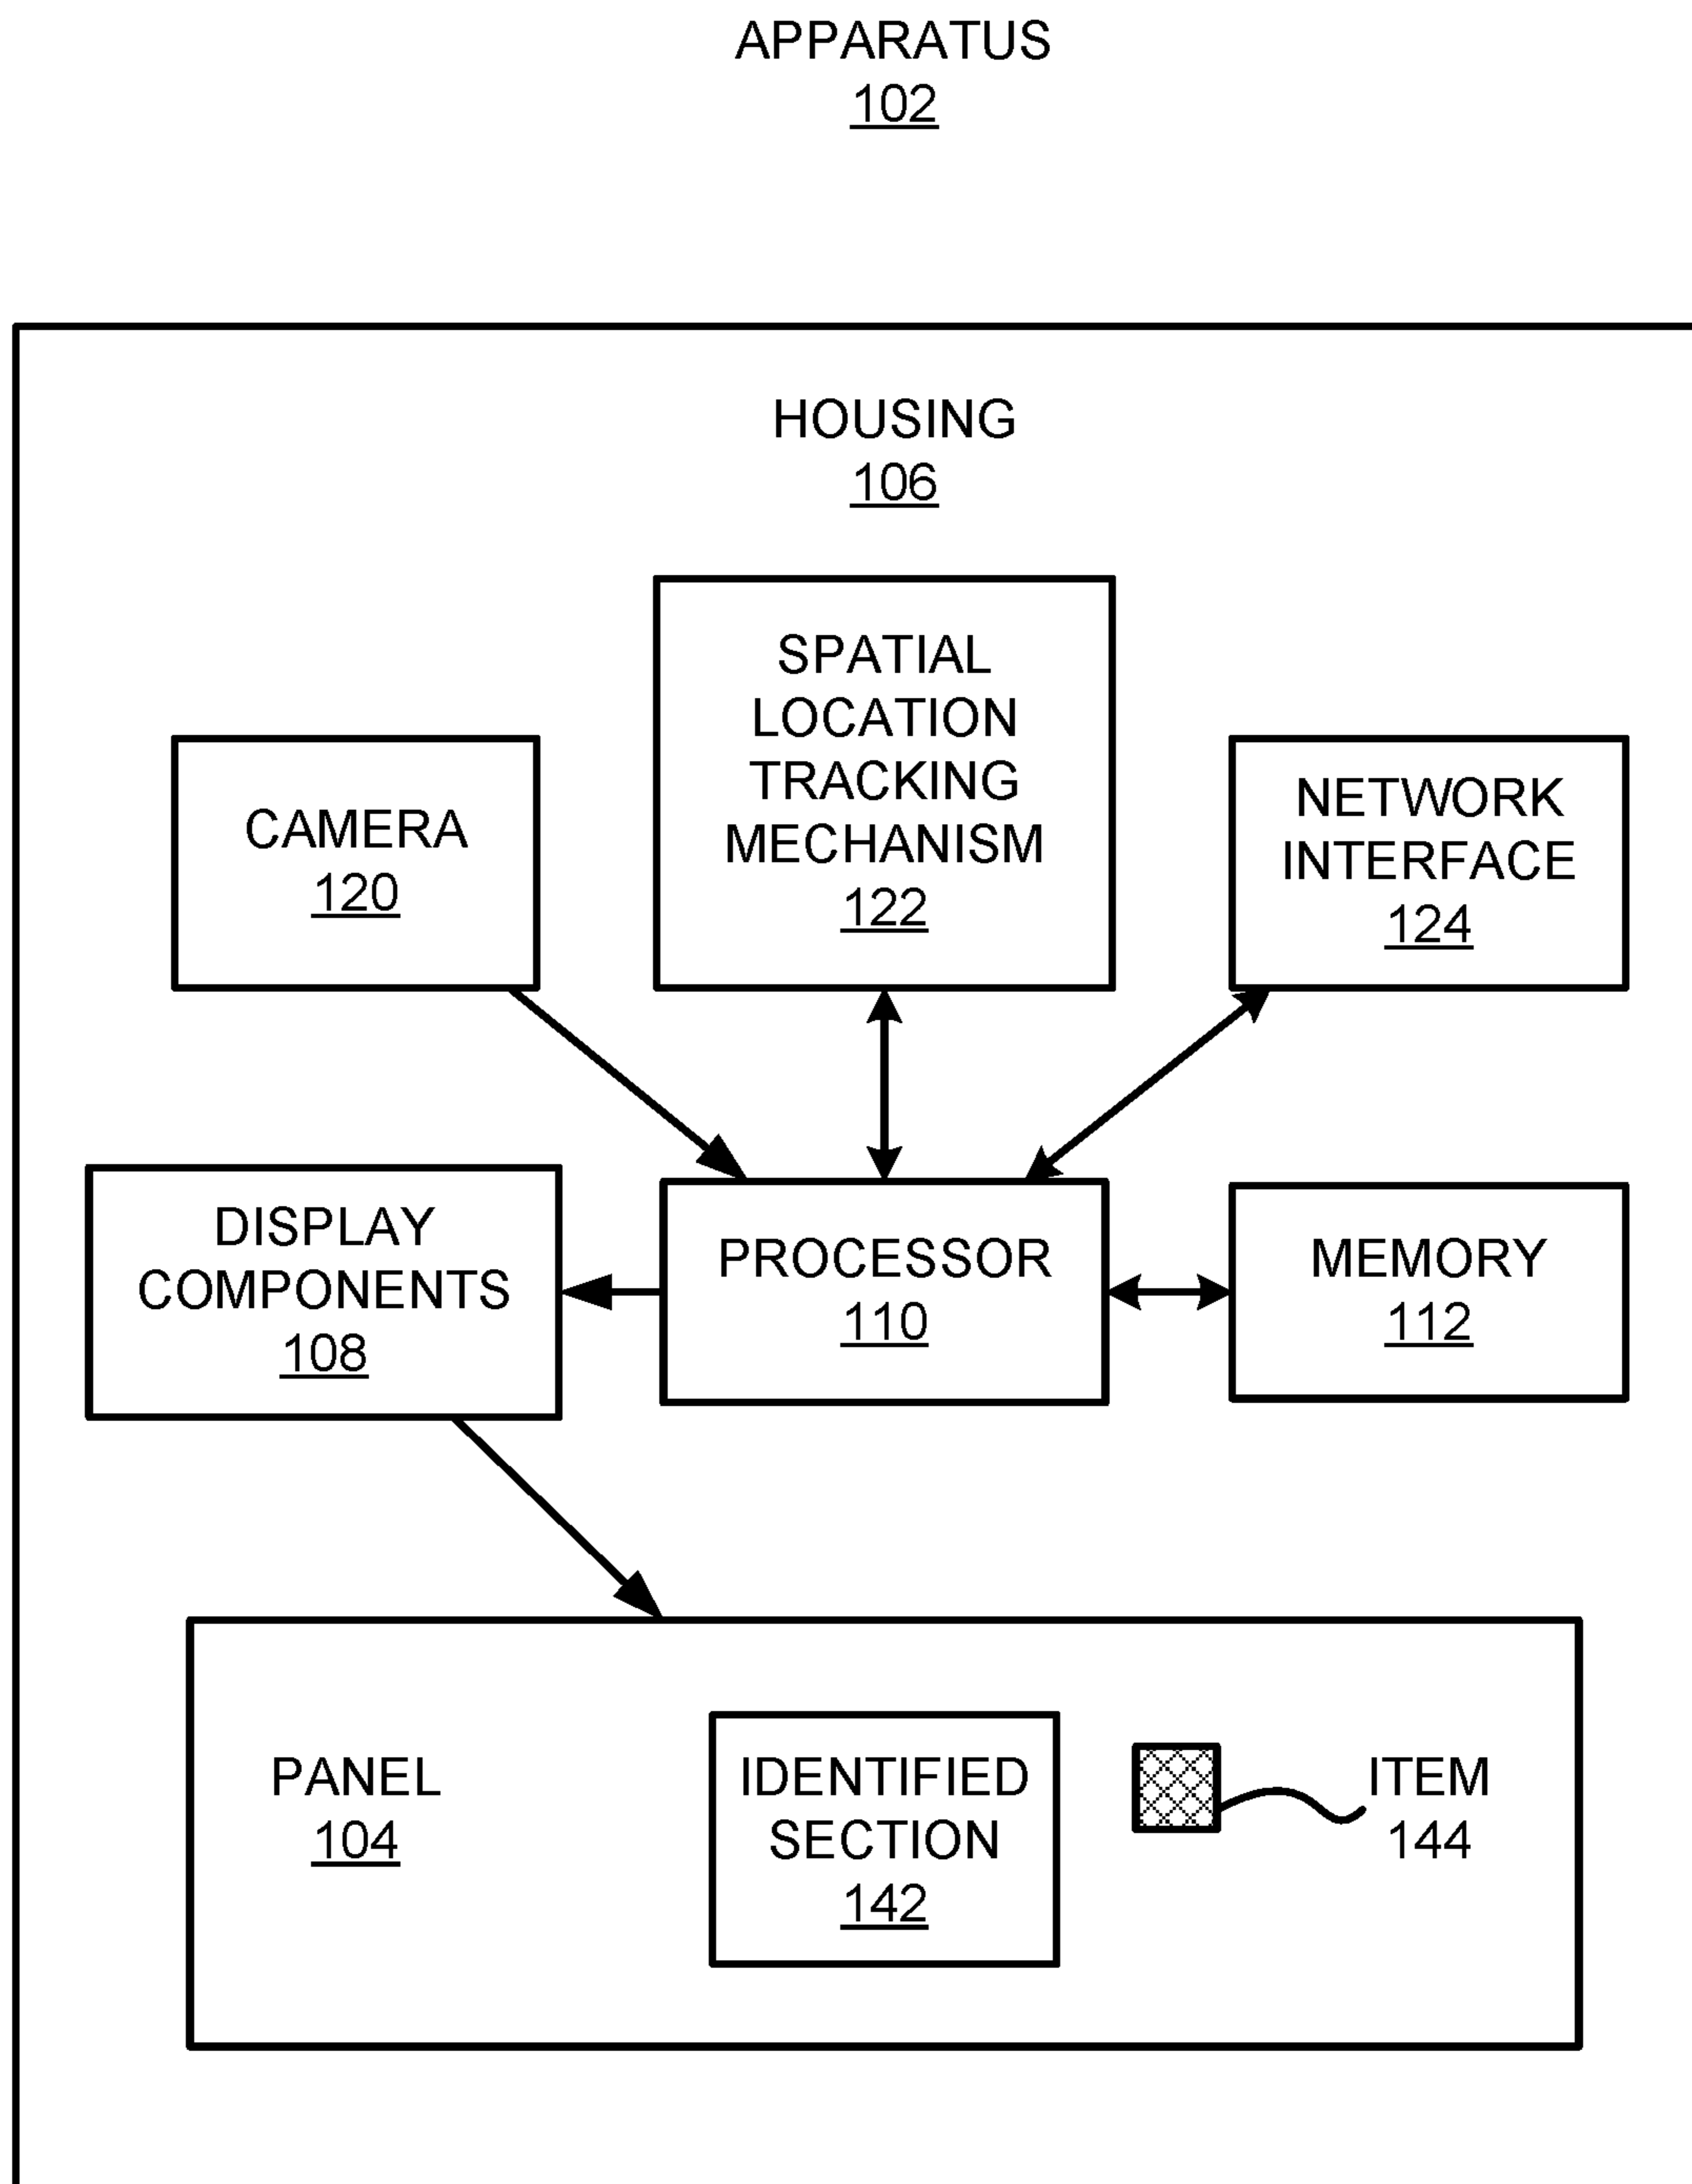 APPARATUS
102
HOUSING
106
SPATIAL
LOCATION
TRACKING
MECHANISM
122
CAMERA
120
NETWORK
INTERFACE
124
DISPLAY
COMPONENTS
108
PROCESSOR
110
MEMORY
112
PANEL
104
IDENTIFIED
SECTION
142
ITEM
144